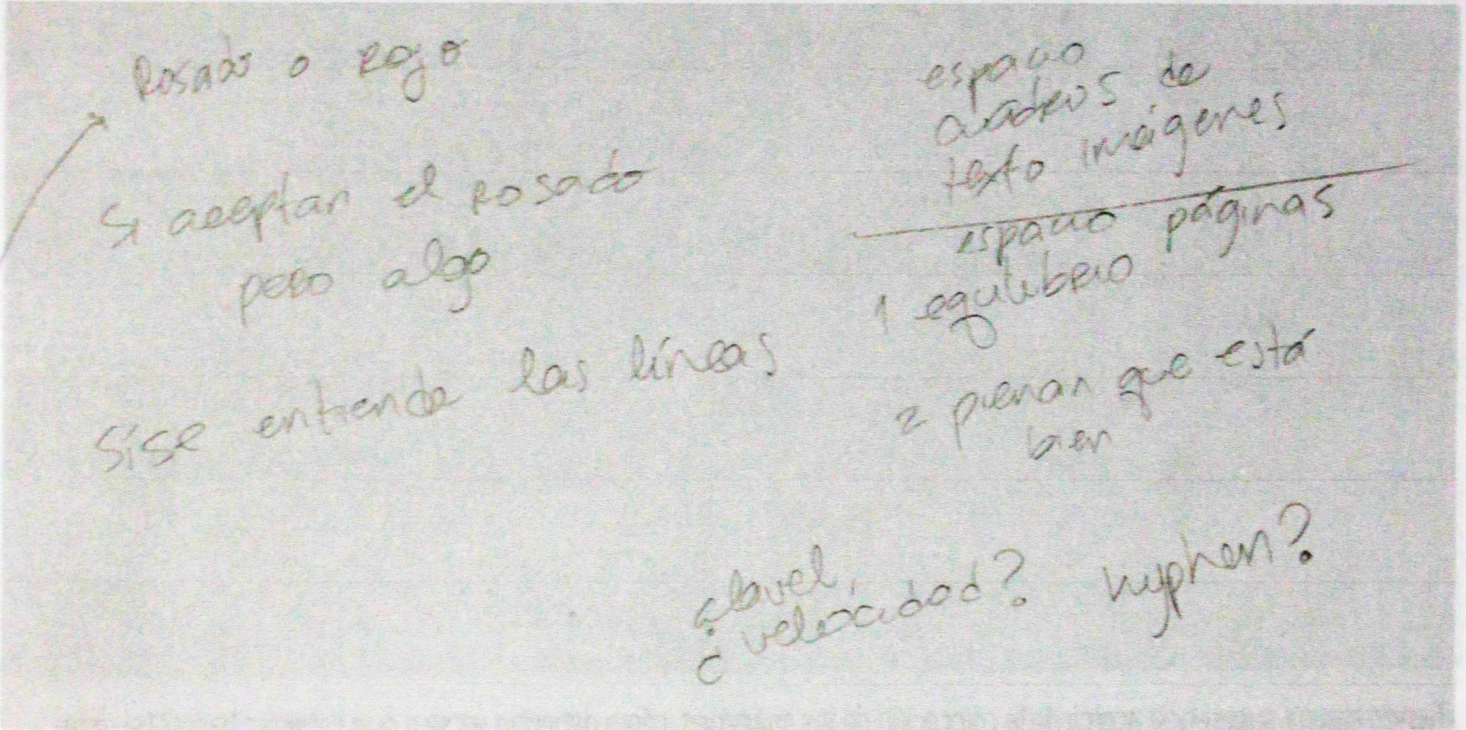 Rosado o Rojo
Si aceptan el Rosado
pero algo
Si se entiende las líneas
espacio
cuadros de
texto imágenes
espacio páginas
1 equilibrio
2 piensan que está
bien
clavel,
¿velocidad? hyphen?